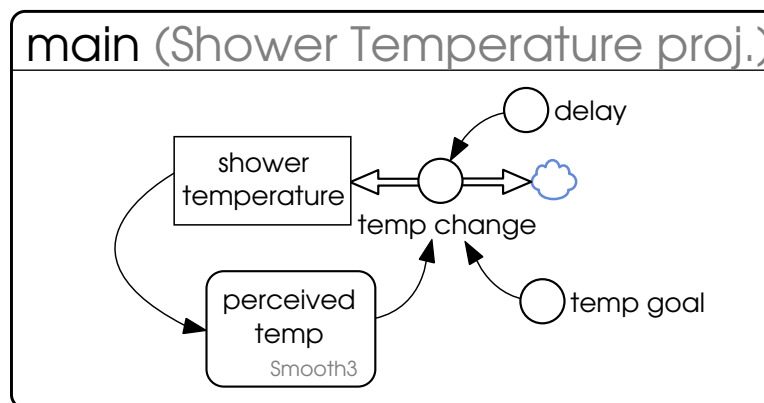 main (Shower Temperature proj.)
delay
shower
temperature
temp change
perceived
temp
Smooth3
temp goal